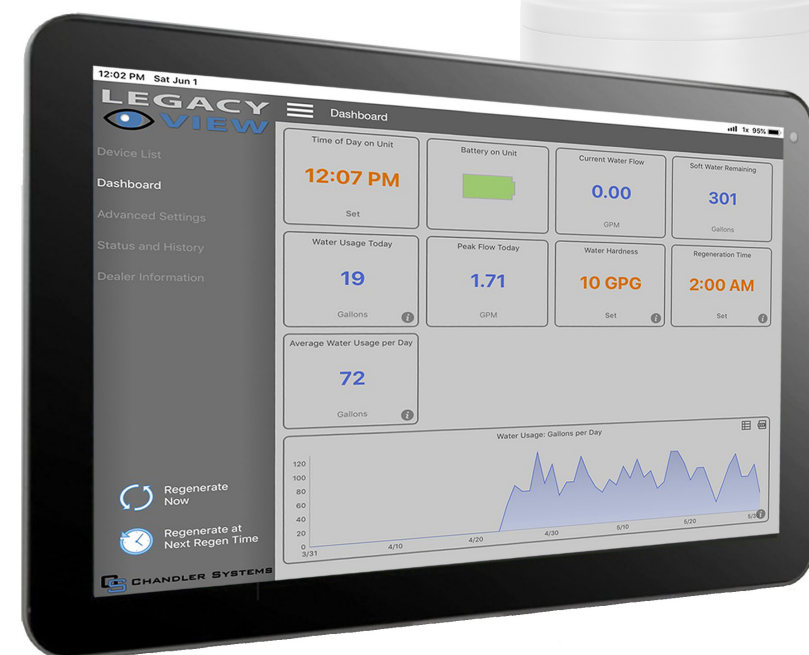 12:02 PM Sat Jun 1
1x 95%
LEGACY
VIEW
Dashboard
Device List
Dashboard
Advanced Settings
Status and History
Dealer Information
Regenerate
Now
Regenerate at
Next Regen Time
CS CHANDLER SYSTEMS
Time of Day on Unit
12:07 PM
Set
Battery on Unit
Current Water Flow
0.00
GPM
Soft Water Remaining
301
Gallons
Water Usage Today
19
Gallons
Peak Flow Today
1.71
GPM
Water Hardness
10 GPG
Set
Regeneration Time
2:00 AM
Set
Average Water Usage per Day
72
Gallons
Water Usage: Gallons per Day
120
100
80
60
40
20
0
3/31 4/10 4/20 4/30 5/10 5/20